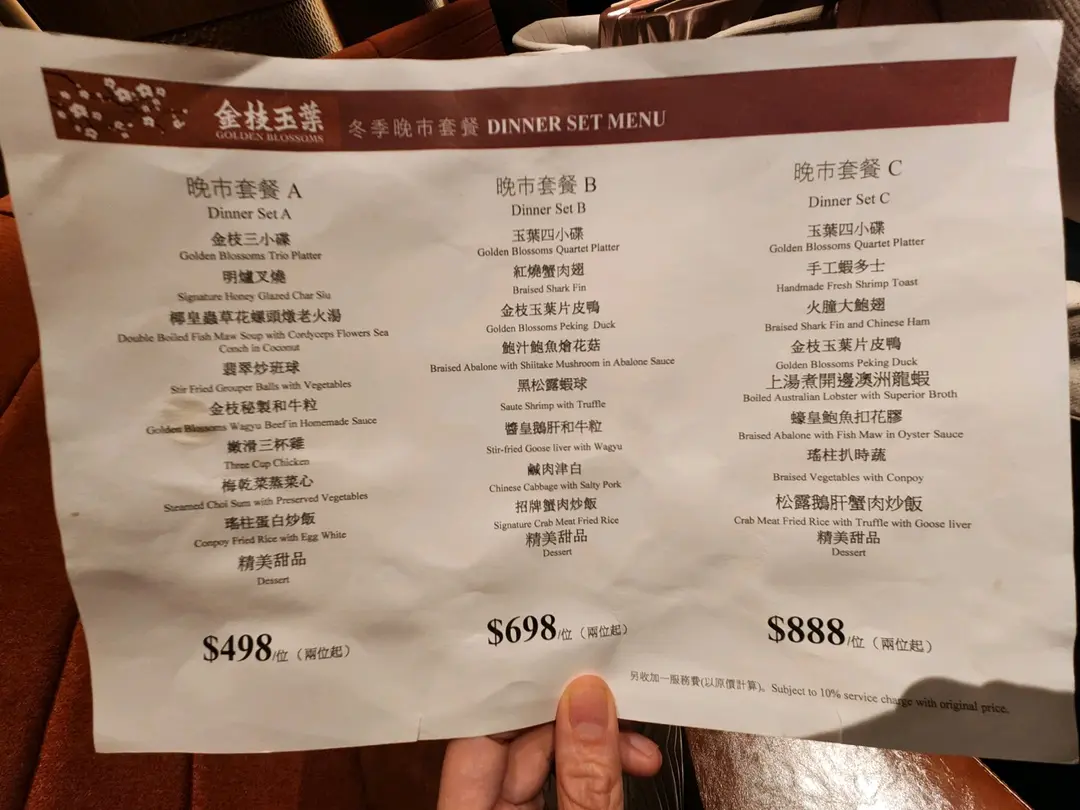 金枝玉葉
GOLDEN BLOSSOMS
冬季晚市套餐 DINNER SET MENU
晚市套餐 A
Dinner Set A
金枝三小碟
Golden Blossoms Trio Platter
明爐叉燒
Signature Honey Glazed Char Siu
椰皇蟲草花螺頭燉老火湯
Double Boiled Fish Maw Soup with Cordyceps Flowers Sea
Conch in Coconut
翡翠炒班球
Stir Fried Grouper Balls with Vegetables
金枝秘製和牛粒
Golden Blossoms Wagyu Beef in Homemade Sauce
嫩滑三杯雞
Three Cup Chicken
梅乾菜蒸菜心
Steamed Choi Sum with Preserved Vegetables
瑤柱蛋白炒飯
Conpoy Fried Rice with Egg White
精美甜品
Dessert
$498/位（兩位起）
晚市套餐 B
Dinner Set B
玉葉四小碟
Golden Blossoms Quartet Platter
紅燒蟹肉翅
Braised Shark Fin
金枝玉葉片皮鴨
Golden Blossoms Peking Duck
鮑汁鮑魚燴花菇
Braised Abalone with Shiitake Mushroom in Abalone Sauce
黑松露蝦球
Saute Shrimp with Truffle
醬皇鵝肝和牛粒
Stir-fried Goose liver with Wagyu
鹹肉津白
Chinese Cabbage with Salty Pork
招牌蟹肉炒飯
Signature Crab Meat Fried Rice
精美甜品
Dessert
$698/位（兩位起）
晚市套餐 C
Dinner Set C
玉葉四小碟
Golden Blossoms Quartet Platter
手工蝦多士
Handmade Fresh Shrimp Toast
火朣大鮑翅
Braised Shark Fin and Chinese Ham
金枝玉葉片皮鴨
Golden Blossoms Peking Duck
上湯煮開邊澳洲龍蝦
Boiled Australian Lobster with Superior Broth
蠔皇鮑魚扣花膠
Braised Abalone with Fish Maw in Oyster Sauce
瑤柱扒時蔬
Braised Vegetables with Conpoy
松露鵝肝蟹肉炒飯
Crab Meat Fried Rice with Truffle with Goose liver
精美甜品
Dessert
$888/位（兩位起）
另收加一服務費(以原價計算)。Subject to 10% service charge with original price.